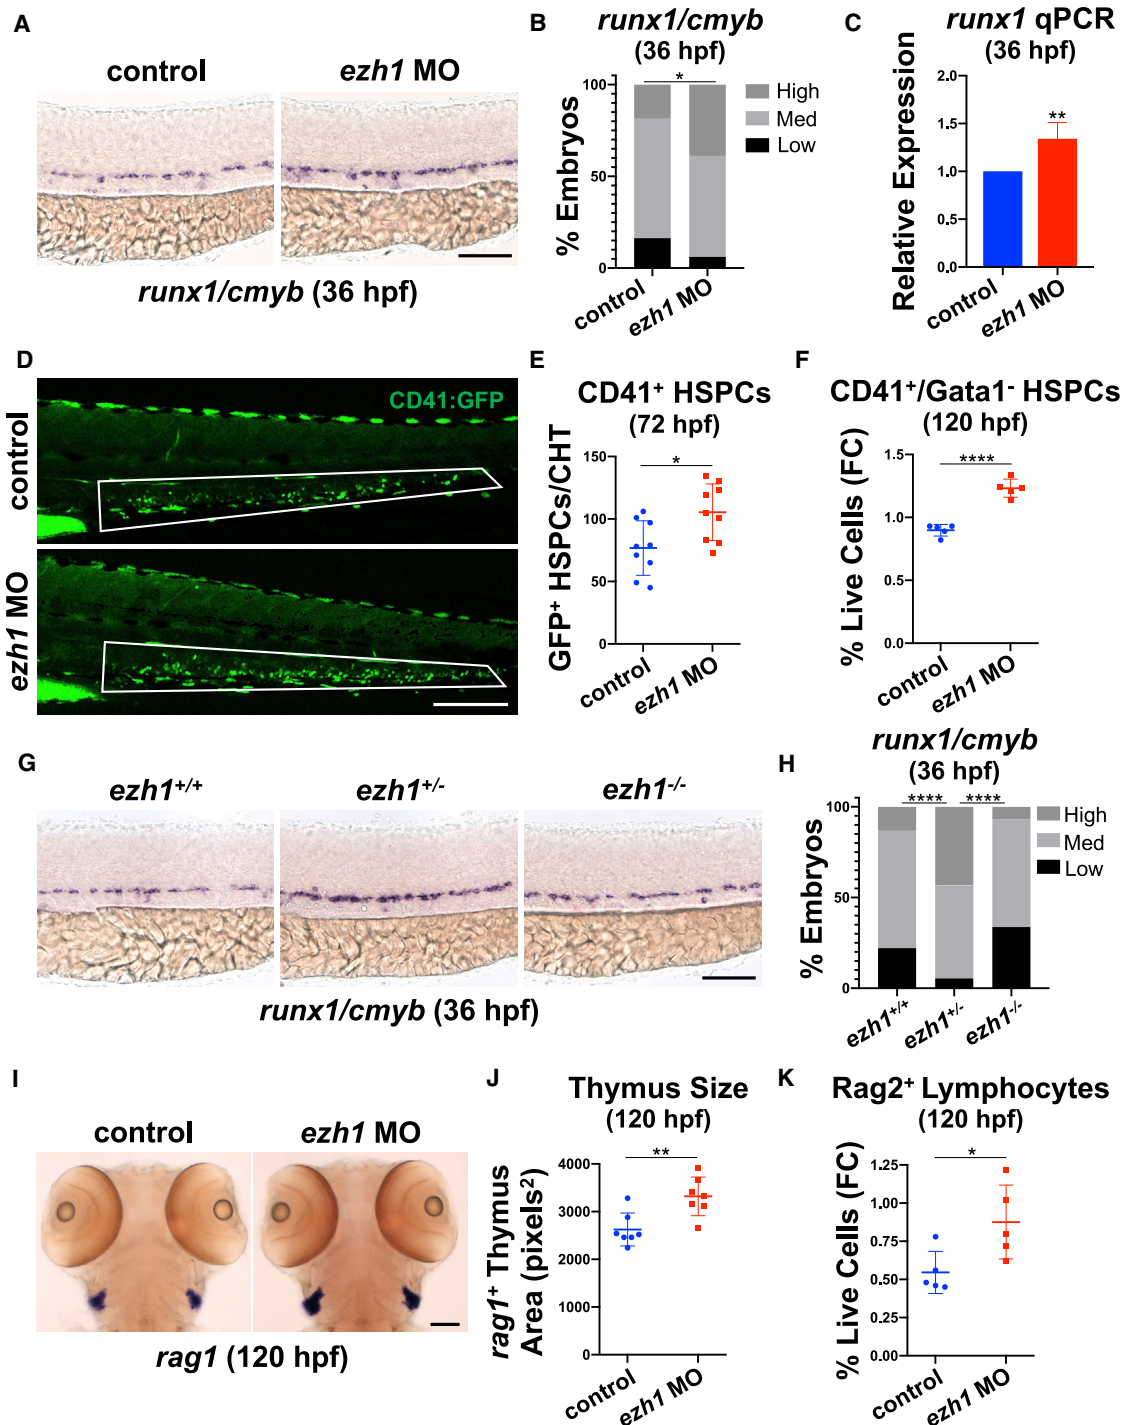 A
control
ezh1 MO
runx1/cmyb (36 hpf)
B
runx1/cmyb
(36 hpf)
% Embryos
100
50
0
*
High
Med
Low
control
ezh1 MO
C
runx1 qPCR
(36 hpf)
Relative Expression
2.0
1.5
1.0
0.5
0.0
**
control
ezh1 MO
D
control
ezh1 MO
CD41:GFP
E
CD41⁺ HSPCs
(72 hpf)
GFP⁺ HSPCs/CHT
150
100
50
0
*
control
ezh1 MO
F
CD41⁺/Gata1⁻ HSPCs
(120 hpf)
% Live Cells (FC)
1.5
1.0
0.5
0.0
****
control
ezh1 MO
G
ezh1⁺/⁺
ezh1⁺/⁻
ezh1⁻/⁻
runx1/cmyb (36 hpf)
H
runx1/cmyb
(36 hpf)
% Embryos
100
50
0
**** ****
High
Med
Low
ezh1⁺/⁺
ezh1⁺/⁻
ezh1⁻/⁻
I
control
ezh1 MO
rag1 (120 hpf)
J
Thymus Size
(120 hpf)
rag1⁺ Thymus
Area (pixels²)
4000
3000
2000
1000
0
**
control
ezh1 MO
K
Rag2⁺ Lymphocytes
(120 hpf)
% Live Cells (FC)
1.25
1.00
0.75
0.50
0.25
0.00
*
control
ezh1 MO